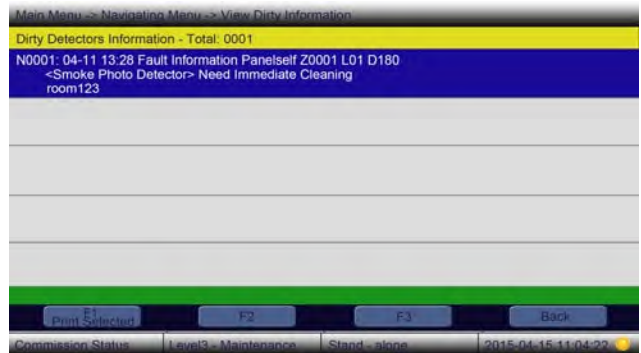 Main Menu -> Navigating Menu -> View Dirty Information
Dirty Detectors Information - Total: 0001
N0001: 04-11 13:28 Fault Information Panelself Z0001 L01 D180
<Smoke Photo Detector> Need Immediate Cleaning
room123
F1
Print Selected
F2
F3
Back
Commission Status
Level3 - Maintenance
Stand - alone
2015-04-15 11:04:22